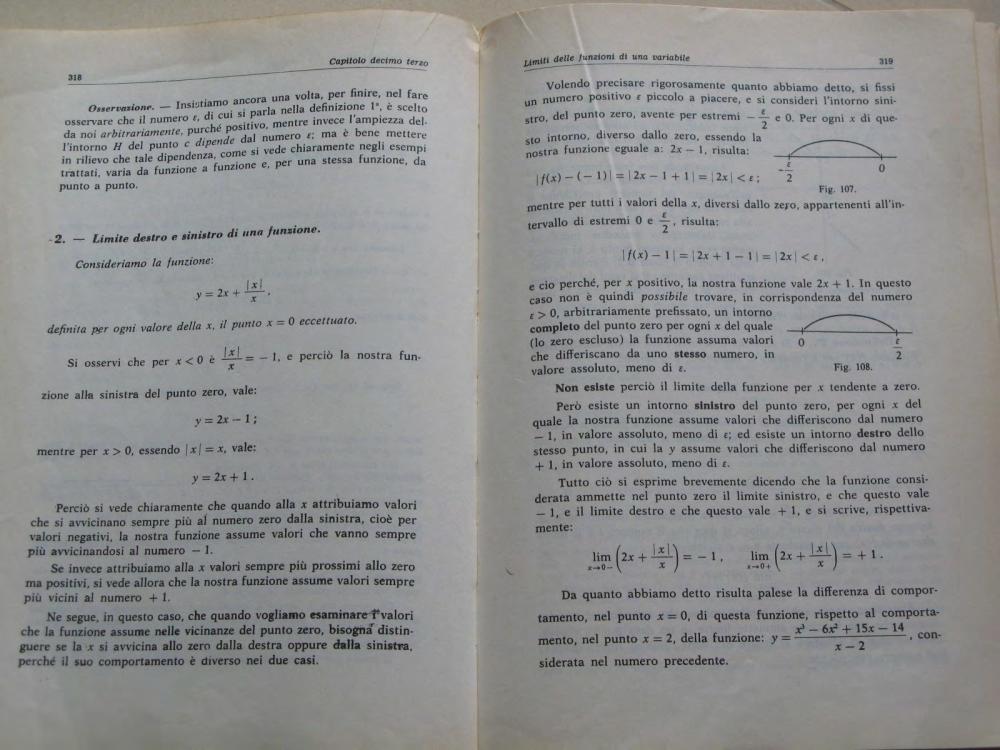 318
Capitolo decimo terzo
Osservazione. — Insistiamo ancora una volta, per finire, nel fare
osservare che il numero ε, di cui si parla nella definizione 1ª, è scelto
da noi arbitrariamente, purché positivo, mentre invece l'ampiezza del-
l'intorno H del punto c dipende dal numero ε; ma è bene mettere
in rilievo che tale dipendenza, come si vede chiaramente negli esempi
trattati, varia da funzione a funzione e, per una stessa funzione, da
punto a punto.
2. — Limite destro e sinistro di una funzione.
Consideriamo la funzione:
y = 2x + |x|/x ,
definita per ogni valore della x, il punto x = 0 eccettuato.
Si osservi che per x < 0 è |x|/x = − 1, e perciò la nostra fun-
zione alla sinistra del punto zero, vale:
y = 2x − 1 ;
mentre per x > 0, essendo |x| = x, vale:
y = 2x + 1 .
Perciò si vede chiaramente che quando alla x attribuiamo valori
che si avvicinano sempre più al numero zero dalla sinistra, cioè per
valori negativi, la nostra funzione assume valori che vanno sempre
più avvicinandosi al numero − 1.
Se invece attribuiamo alla x valori sempre più prossimi allo zero
ma positivi, si vede allora che la nostra funzione assume valori sempre
più vicini al numero + 1.
Ne segue, in questo caso, che quando vogliamo esaminare i valori
che la funzione assume nelle vicinanze del punto zero, bisogna distin-
guere se la x si avvicina allo zero dalla destra oppure dalla sinistra,
perché il suo comportamento è diverso nei due casi.
Limiti delle funzioni di una variabile
319
Volendo precisare rigorosamente quanto abbiamo detto, si fissi
un numero positivo ε piccolo a piacere, e si consideri l'intorno sini-
stro, del punto zero, avente per estremi − ε/2 e 0. Per ogni x di que-
sto intorno, diverso dallo zero, essendo la
nostra funzione eguale a: 2x − 1, risulta:
|f(x) − (− 1)| = |2x − 1 + 1| = |2x| < ε ;
−ε/2 0
Fig. 107.
mentre per tutti i valori della x, diversi dallo zero, appartenenti all'in-
tervallo di estremi 0 e ε/2 , risulta:
|f(x) − 1| = |2x + 1 − 1| = |2x| < ε ,
e cio perché, per x positivo, la nostra funzione vale 2x + 1. In questo
caso non è quindi possibile trovare, in corrispondenza del numero
ε > 0, arbitrariamente prefissato, un intorno
completo del punto zero per ogni x del quale
(lo zero escluso) la funzione assuma valori
che differiscano da uno stesso numero, in
valore assoluto, meno di ε.
0 ε/2
Fig. 108.
Non esiste perciò il limite della funzione per x tendente a zero.
Però esiste un intorno sinistro del punto zero, per ogni x del
quale la nostra funzione assume valori che differiscono dal numero
− 1, in valore assoluto, meno di ε; ed esiste un intorno destro dello
stesso punto, in cui la y assume valori che differiscono dal numero
+ 1, in valore assoluto, meno di ε.
Tutto ciò si esprime brevemente dicendo che la funzione consi-
derata ammette nel punto zero il limite sinistro, e che questo vale
− 1, e il limite destro e che questo vale + 1, e si scrive, rispettiva-
mente:
lim x→0− (2x + |x|/x) = − 1 , lim x→0+ (2x + |x|/x) = + 1 .
Da quanto abbiamo detto risulta palese la differenza di compor-
tamento, nel punto x = 0, di questa funzione, rispetto al comporta-
mento, nel punto x = 2, della funzione: y = (x³ − 6x² + 15x − 14)/(x − 2) , con-
siderata nel numero precedente.